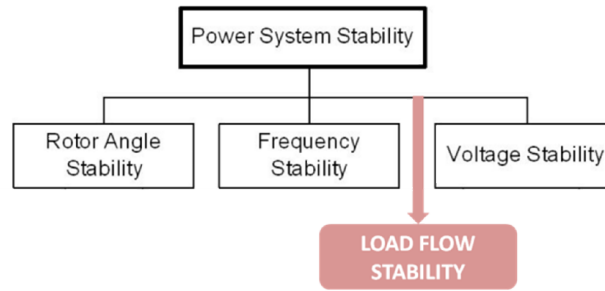 Power System Stability
Rotor Angle
Stability
Frequency
Stability
Voltage Stability
LOAD FLOW
STABILITY